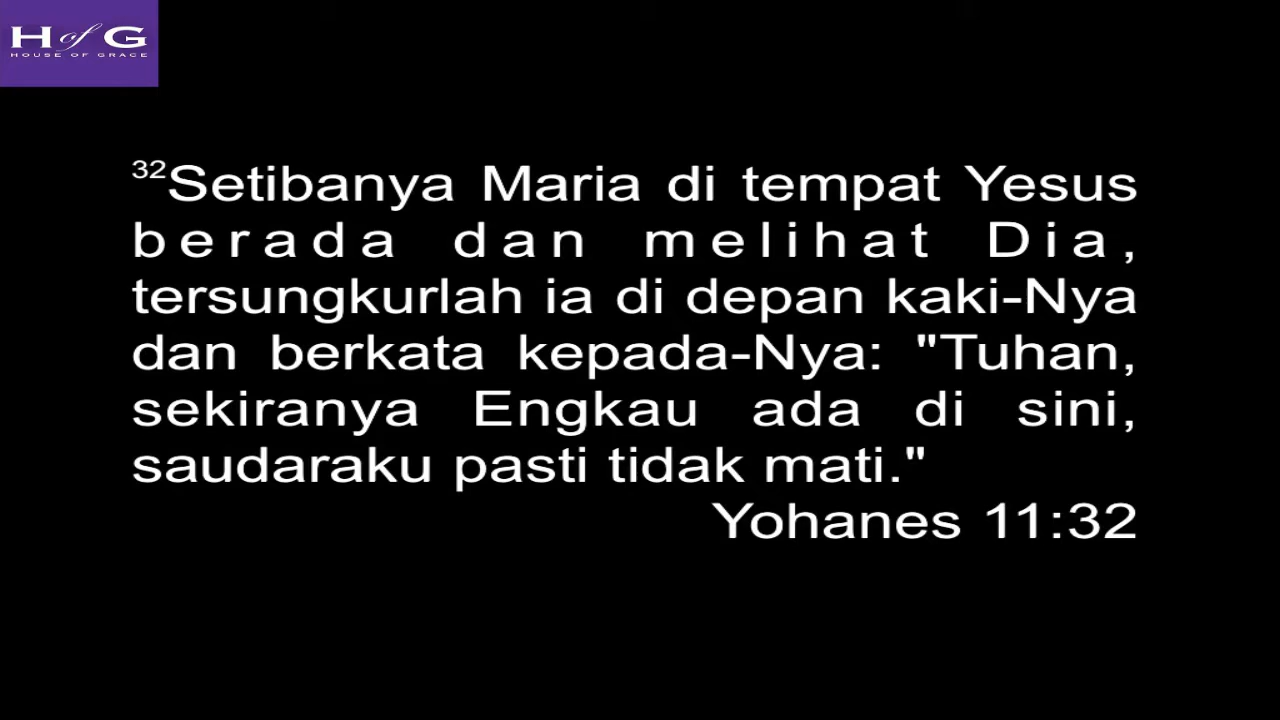 H of G
HOUSE OF GRACE
32Setibanya Maria di tempat Yesus
berada dan melihat Dia,
tersungkurlah ia di depan kaki-Nya
dan berkata kepada-Nya: "Tuhan,
sekiranya Engkau ada di sini,
saudaraku pasti tidak mati."
Yohanes 11:32